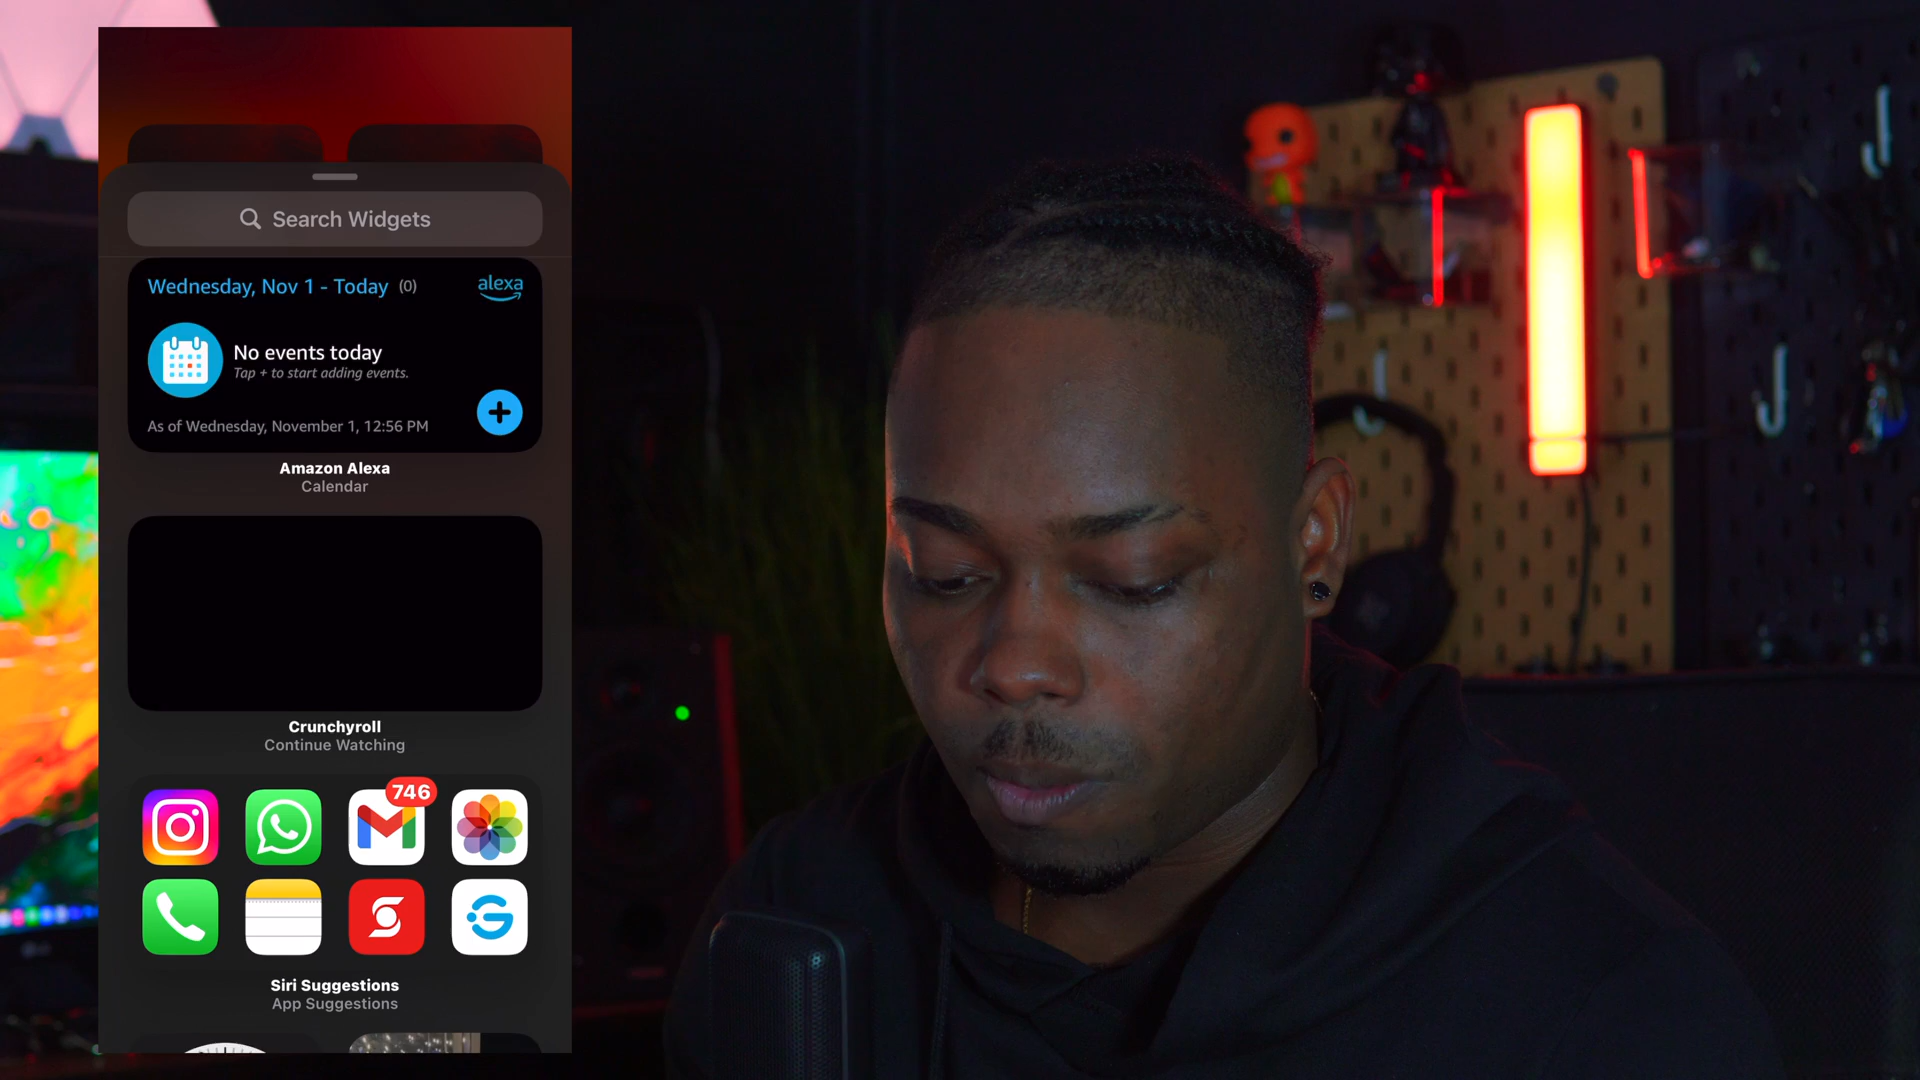 Search Widgets
Wednesday, Nov 1 - Today (0)
alexa
No events today
Tap + to start adding events.
As of Wednesday, November 1, 12:56 PM
Amazon Alexa
Calendar
Crunchyroll
Continue Watching
746
Siri Suggestions
App Suggestions
LG